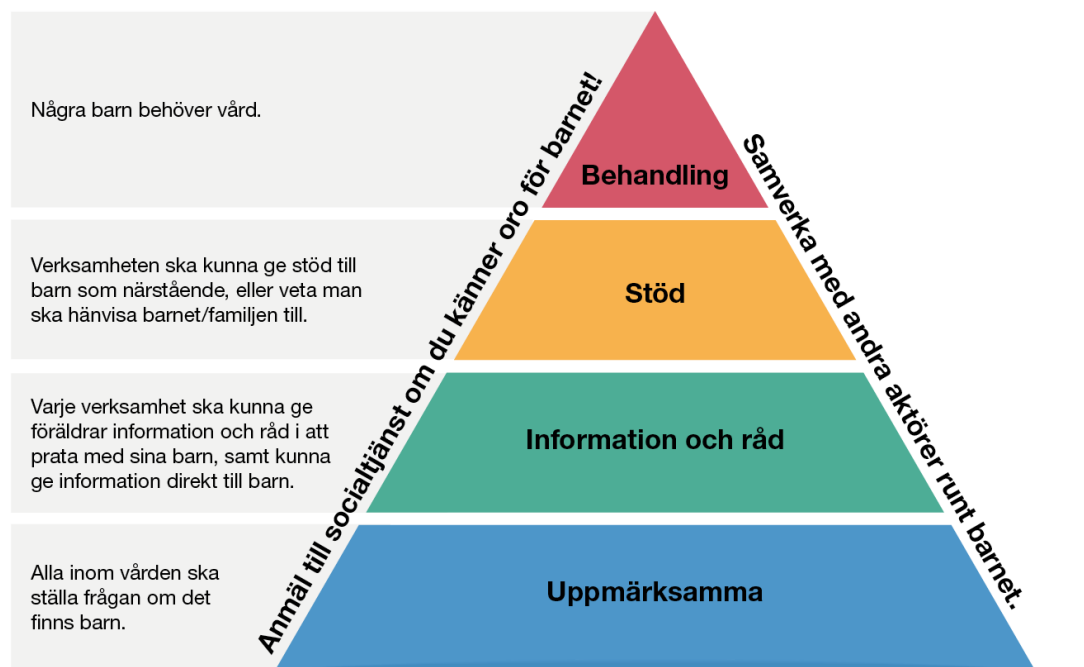 Några barn behöver vård.
Behandling
Verksamheten ska kunna ge stöd till
barn som närstående, eller veta man
ska hänvisa barnet/familjen till.
Stöd
Varje verksamhet ska kunna ge
föräldrar information och råd i att
prata med sina barn, samt kunna
ge information direkt till barn.
Information och råd
Alla inom vården ska
ställa frågan om det
finns barn.
Uppmärksamma
Anmäl till socialtjänst om du känner oro för barnet!
Samverka med andra aktörer runt barnet.